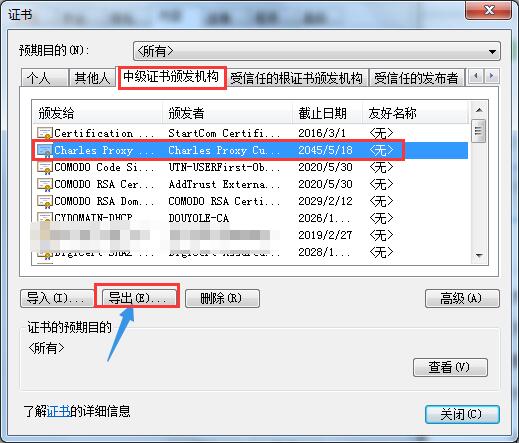 证书
预期目的(N): <所有>
个人 其他人 中级证书颁发机构 受信任的根证书颁发机构 受信任的发布者
颁发给 颁发者 截止日期 友好名称
Certification ... StartCom Certifi... 2016/3/1 <无>
Charles Proxy ... Charles Proxy Cu... 2045/5/18 <无>
COMODO Code Si... UTN-USERFirst-Ob... 2020/5/30 <无>
COMODO RSA Cer... AddTrust Externa... 2020/5/30 <无>
COMODO RSA Dom... COMODO RSA Certi... 2029/2/12 <无>
CYDOMAIN-DHCP DOUYOLE-CA 2026/1... <无>
2019/2/27 <无>
DigiCert SHA2 ... DigiCert Assured... 2028/1... <无>
导入(I)... 导出(E)... 删除(R) 高级(A)
证书的预期目的
<所有>
查看(V)
了解证书的详细信息
关闭(C)